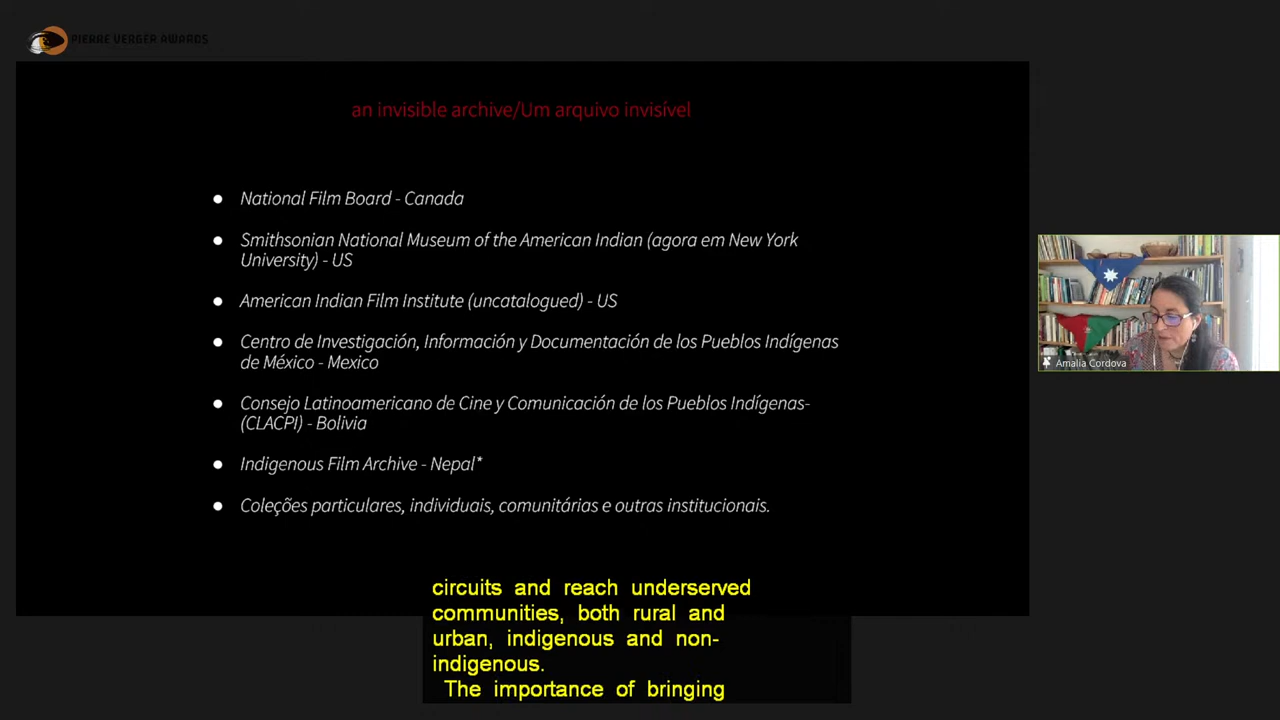 PIERRE VERGER AWARDS
an invisible archive/Um arquivo invisível
● National Film Board - Canada
● Smithsonian National Museum of the American Indian (agora em New York
University) - US
● American Indian Film Institute (uncatalogued) - US
● Centro de Investigación, Información y Documentación de los Pueblos Indígenas
de México - Mexico
● Consejo Latinoamericano de Cine y Comunicación de los Pueblos Indígenas-
(CLACPI) - Bolivia
● Indigenous Film Archive - Nepal*
● Coleções particulares, individuais, comunitárias e outras institucionais.
Amalia Cordova
circuits and reach underserved
communities, both rural and
urban, indigenous and non-
indigenous.
The importance of bringing